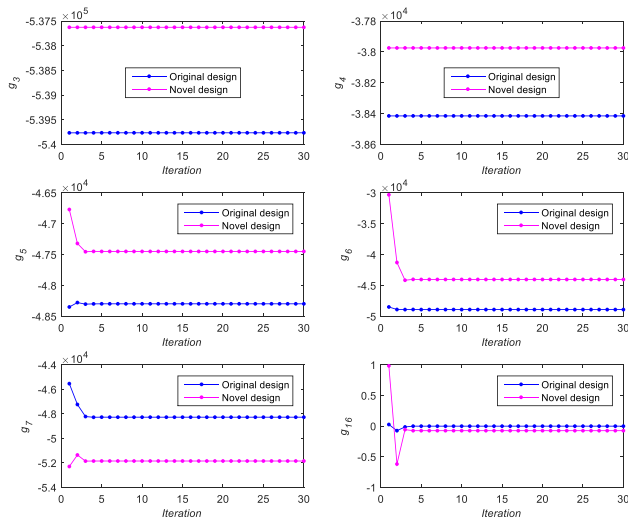 ×10^5
-5.375
-5.38
-5.385
-5.39
-5.395
-5.4
g_3
0 5 10 15 20 25 30
Iteration
Original design
Novel design
×10^4
-3.78
-3.8
-3.82
-3.84
-3.86
g_4
0 5 10 15 20 25 30
Iteration
Original design
Novel design
×10^4
-4.65
-4.7
-4.75
-4.8
-4.85
g_5
0 5 10 15 20 25 30
Iteration
Original design
Novel design
×10^4
-3
-3.5
-4
-4.5
-5
g_6
0 5 10 15 20 25 30
Iteration
Original design
Novel design
×10^4
-4.4
-4.6
-4.8
-5
-5.2
-5.4
g_7
0 5 10 15 20 25 30
Iteration
Original design
Novel design
1
0.5
0
-0.5
-1
g_16
0 5 10 15 20 25 30
Iteration
Original design
Novel design